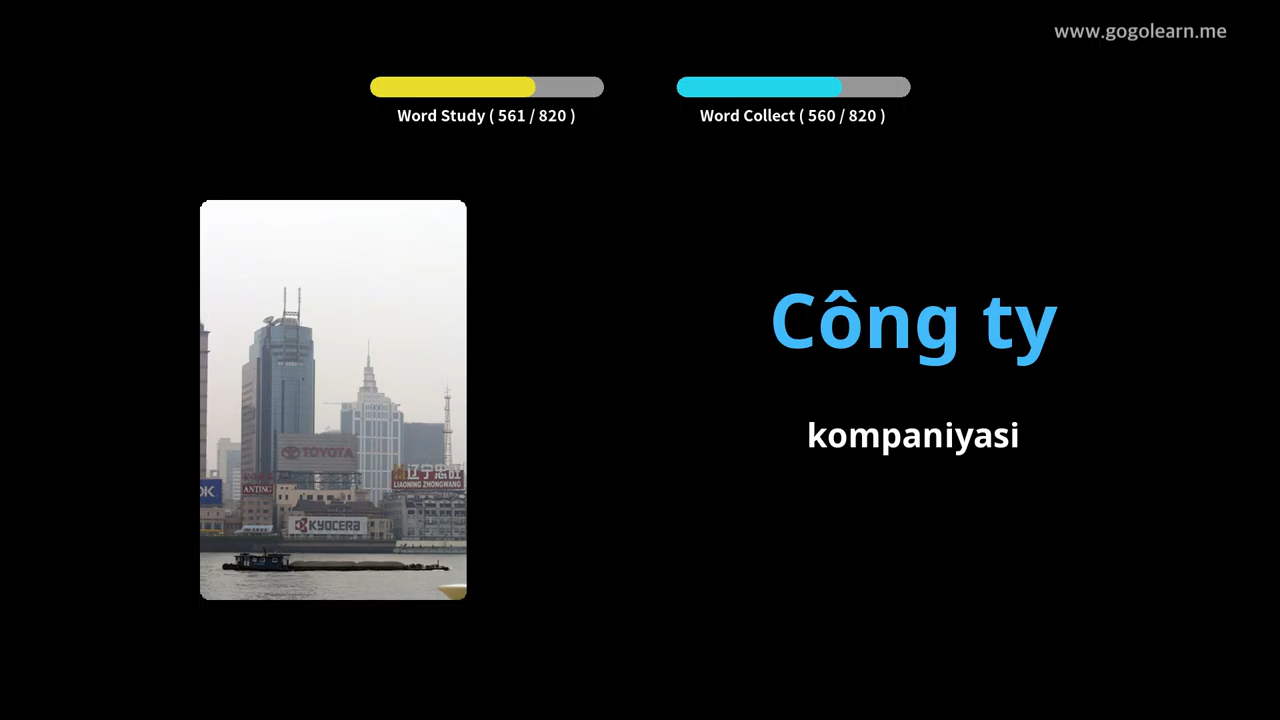 www.gogolearn.me
Word Study ( 561 / 820 )
Word Collect ( 560 / 820 )
Công ty
kompaniyasi
TOYOTA
辽宁忠旺
LIAONING ZHONGWANG
OK
ANTING
KYOCERA